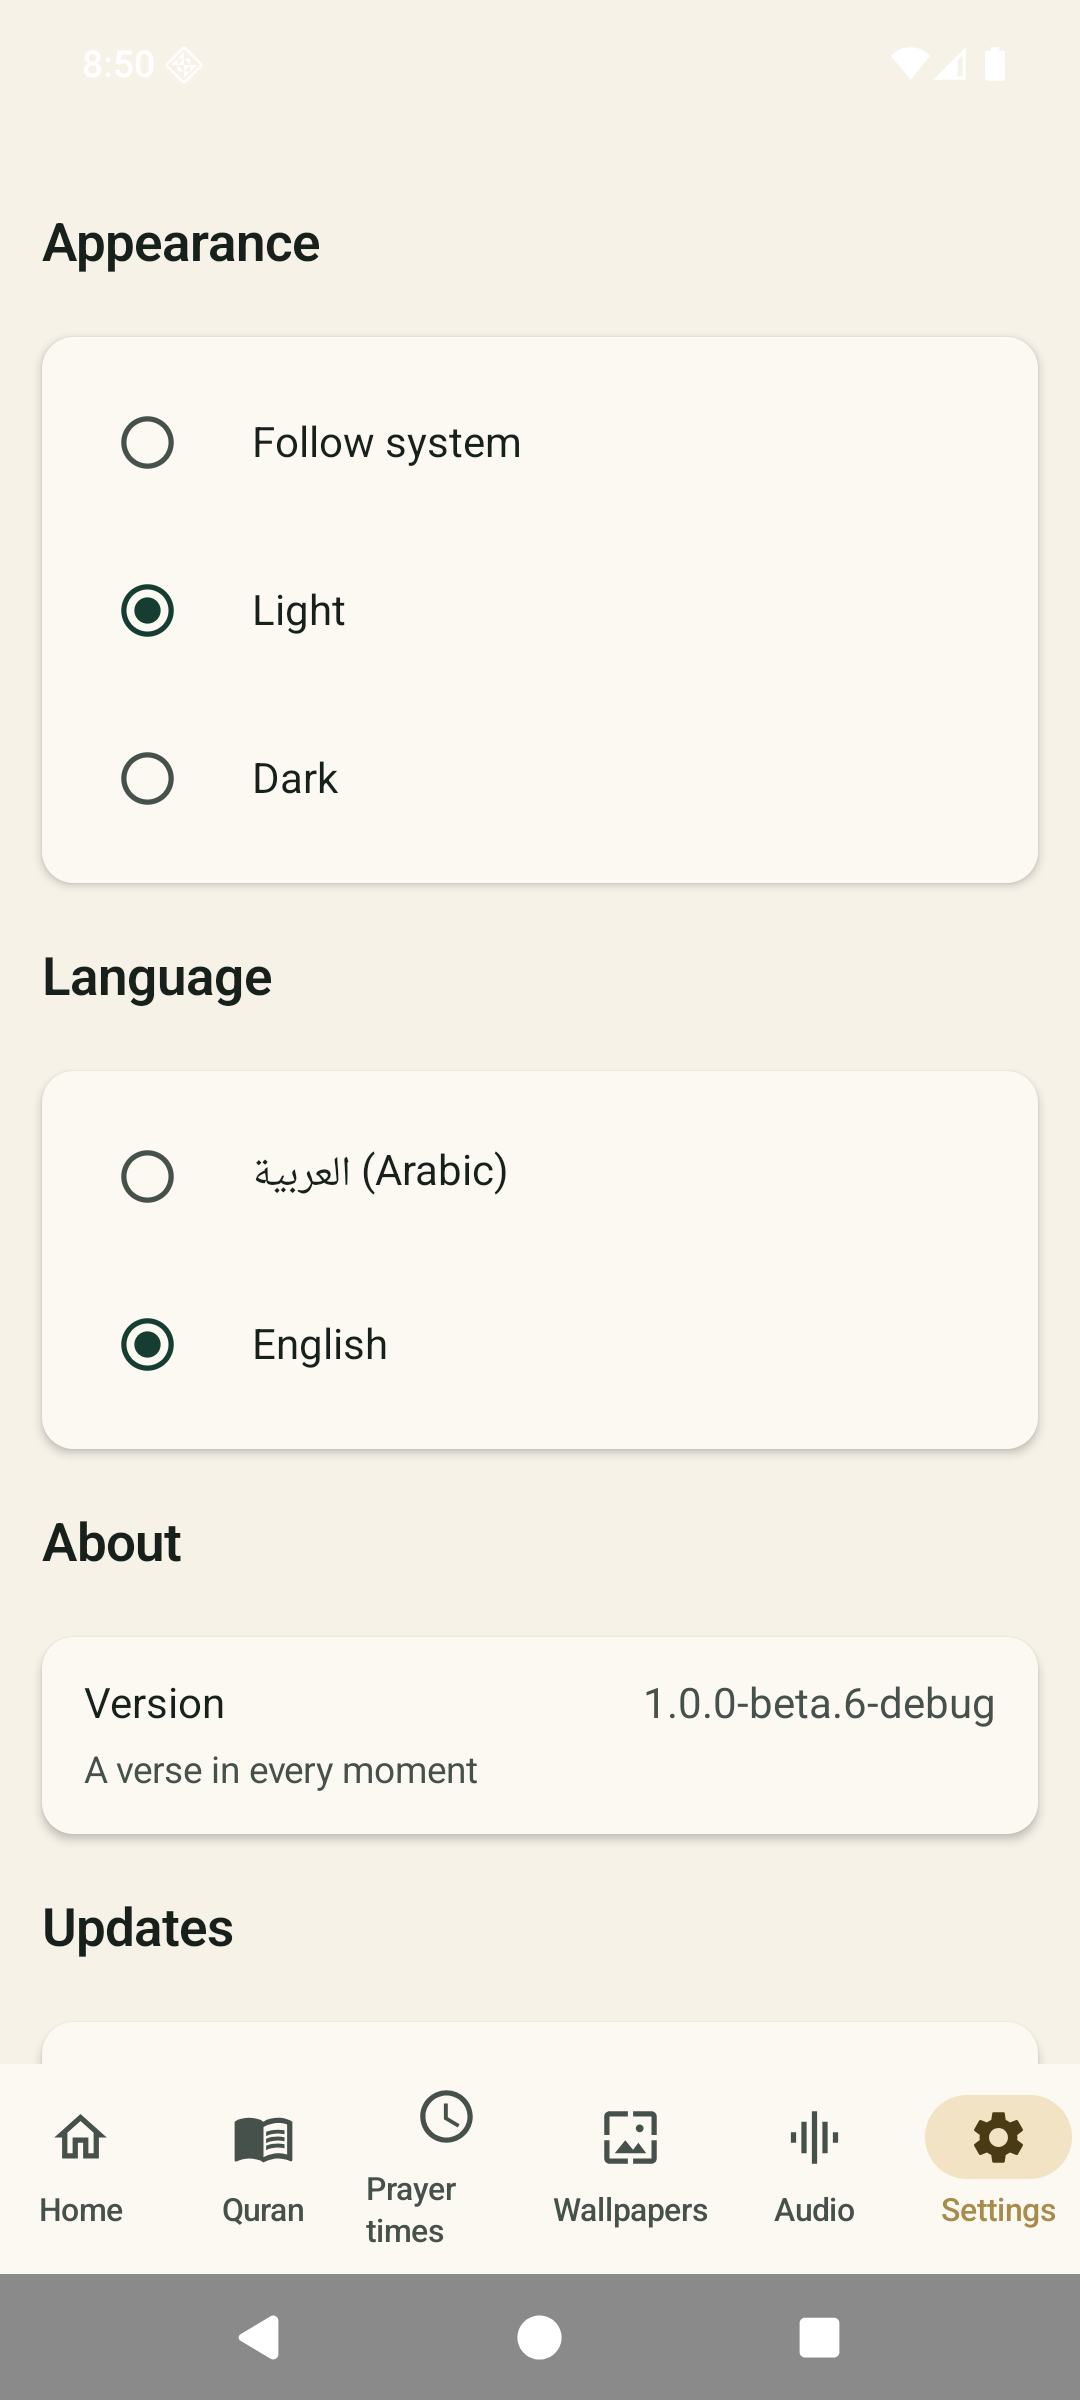 8:50
Appearance
Follow system
Light
Dark
Language
العربية (Arabic)
English
About
Version 1.0.0-beta.6-debug
A verse in every moment
Updates
Home
Quran
Prayer
times
Wallpapers
Audio
Settings